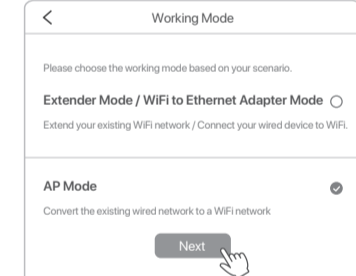 Working Mode
Please choose the working mode based on your scenario.
Extender Mode / WiFi to Ethernet Adapter Mode
Extend your existing WiFi network / Connect your wired device to WiFi.
AP Mode
Convert the existing wired network to a WiFi network
Next